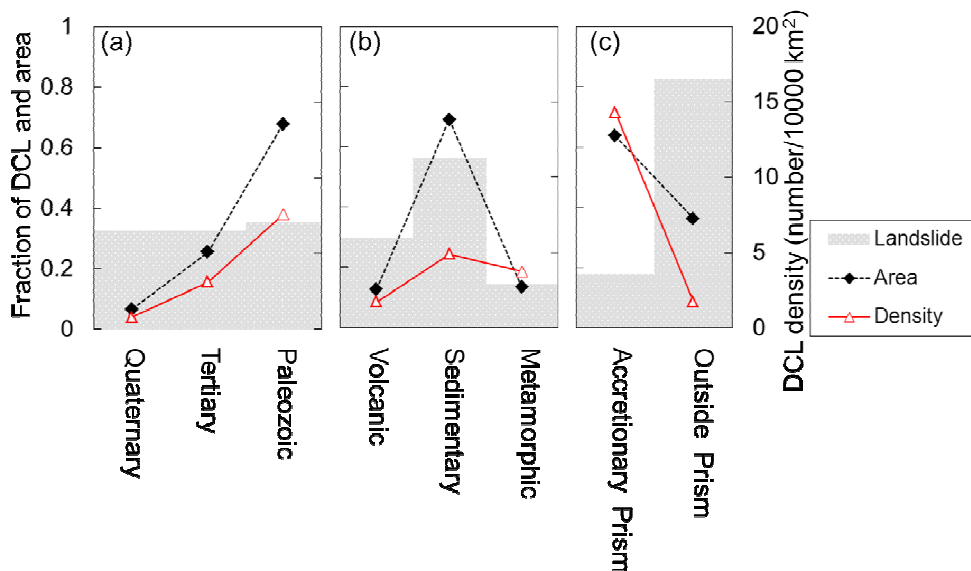 (a)
(b)
(c)
Fraction of DCL and area
1
0.8
0.6
0.4
0.2
0
Quaternary
Tertiary
Paleozoic
Volcanic
Sedimentary
Metamorphic
Accretionary Prism
Outside Prism
20
15
10
5
0
DCL density (number/10000 km²)
Landslide
Area
Density